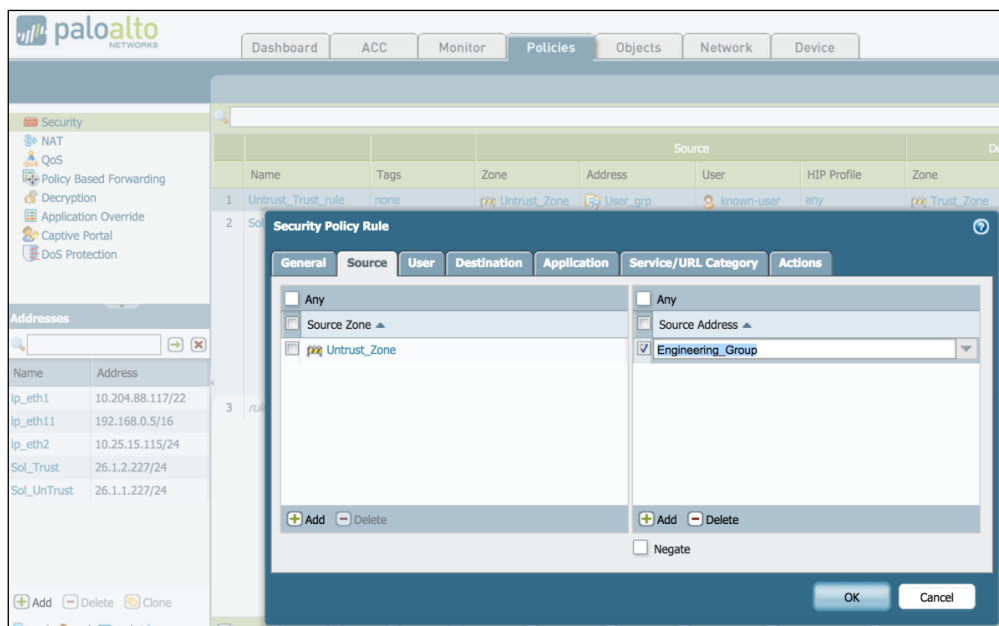 paloalto
NETWORKS
Dashboard ACC Monitor Policies Objects Network Device
Security
NAT
QoS
Policy Based Forwarding
Decryption
Application Override
Captive Portal
DoS Protection
Source
Name Tags Zone Address User HIP Profile Zone
1 Untrust_Trust_rule none Untrust_Zone User_grp known-user any Trust_Zone
2 Sol
3
Security Policy Rule
General Source User Destination Application Service/URL Category Actions
Any
Source Zone
Untrust_Zone
Add Delete
Any
Source Address
Engineering_Group
Add Delete
Negate
OK Cancel
Addresses
Name Address
ip_eth1 10.204.88.117/22
ip_eth11 192.168.0.5/16
ip_eth2 10.25.15.115/24
Sol_Trust 26.1.2.227/24
Sol_UnTrust 26.1.1.227/24
Add Delete Clone